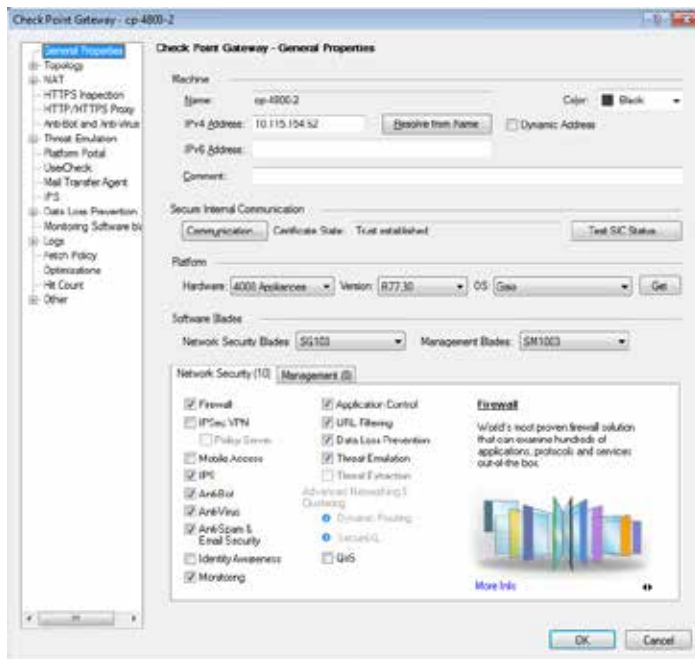 Check Point Gateway - cp-4800-2
General Properties
Topology
NAT
HTTPS Inspection
HTTP/HTTPS Proxy
Anti-Bot and Anti-Virus
Threat Emulation
Platform Portal
UserCheck
Mail Transfer Agent
IPS
Data Loss Prevention
Monitoring Software bl
Logs
Fetch Policy
Optimizations
Hit Count
Other
Check Point Gateway - General Properties
Machine
Name: cp-4800-2
Color: Black
IPv4 Address: 10.115.154.52
Resolve from Name
Dynamic Address
IPv6 Address:
Comment:
Secure Internal Communication
Communication... Certificate State: Trust established
Test SIC Status...
Platform
Hardware: 4000 Appliances Version: R77.30 OS: Gaia Get
Software Blades
Network Security Blades: SG103 Management Blades: SM1003
Network Security (10) Management (0)
Firewall
IPSec VPN
Policy Server
Mobile Access
IPS
Anti-Bot
Anti-Virus
Anti-Spam &
Email Security
Identity Awareness
Monitoring
Application Control
URL Filtering
Data Loss Prevention
Threat Emulation
Threat Extraction
Advanced Networking &
Clustering
Dynamic Routing
SecureXL
QoS
Firewall
World's most proven firewall solution
that can examine hundreds of
applications, protocols and services
out-of-the box.
More Info
OK Cancel